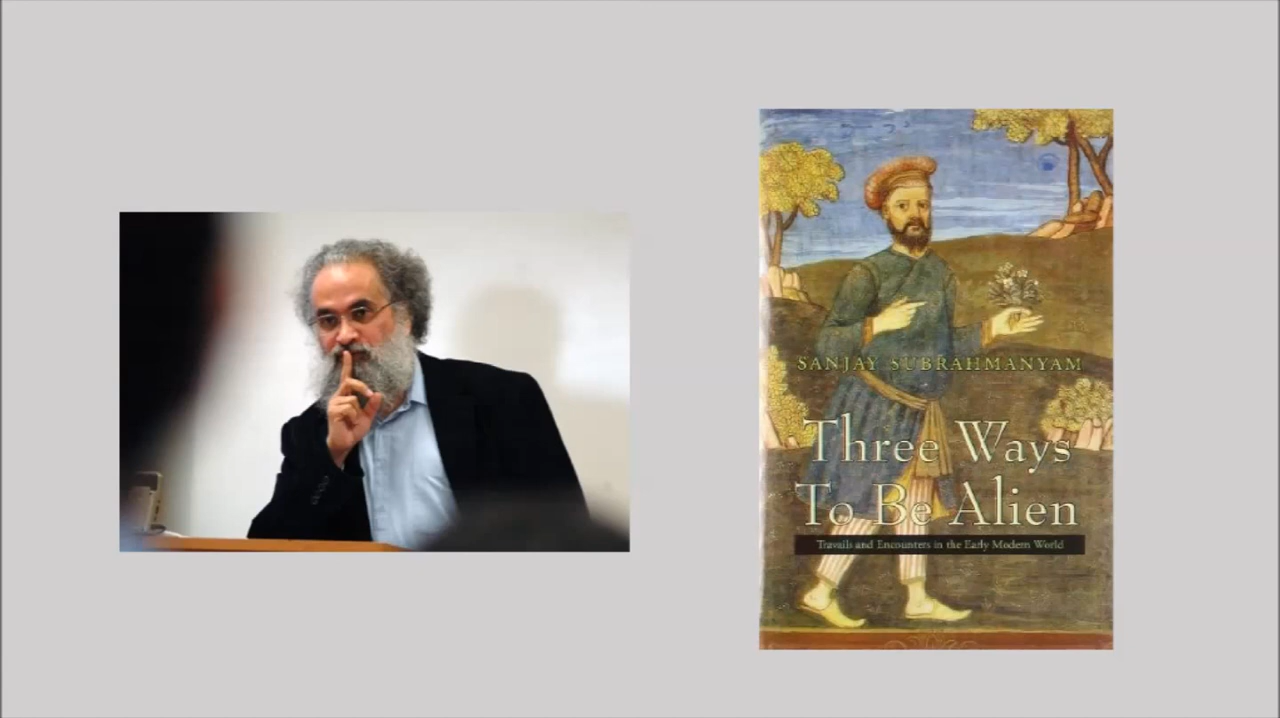 SANJAY SUBRAHMANYAM
Three Ways
To Be Alien
Travails and Encounters in the Early Modern World